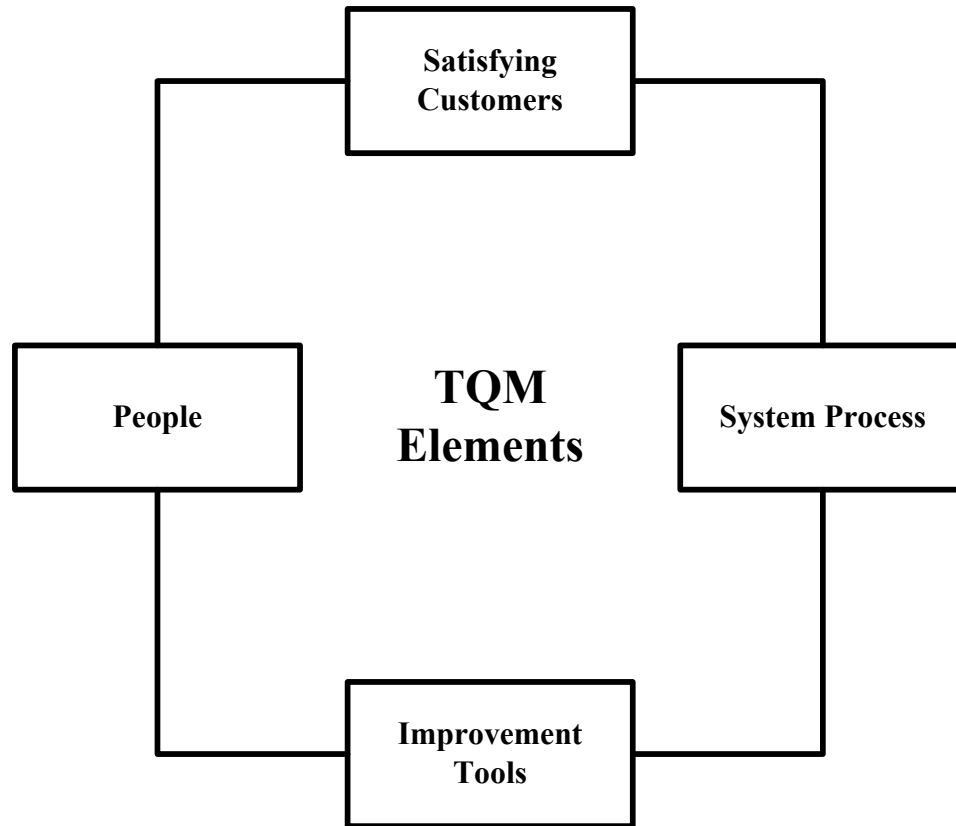 Satisfying
Customers
People
TQM
Elements
System Process
Improvement
Tools